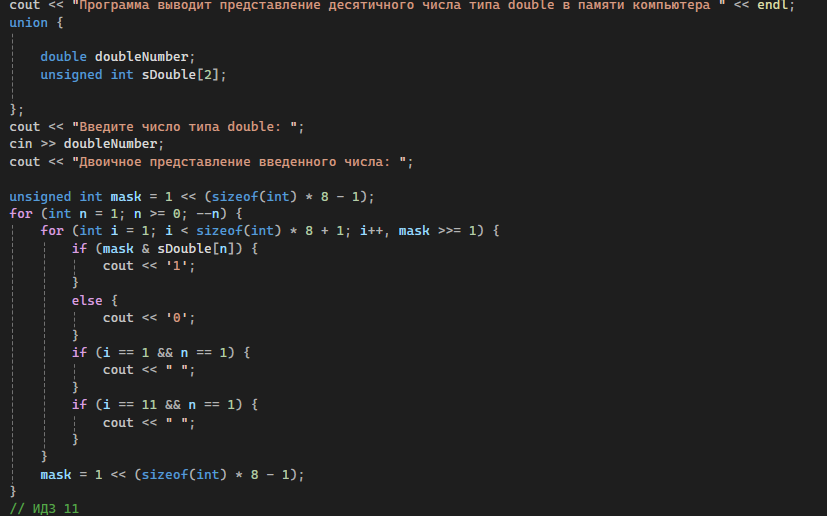 cout << "Программа выводит представление десятичного числа типа double в памяти компьютера " << endl;
union {
double doubleNumber;
unsigned int sDouble[2];
};
cout << "Введите число типа double: ";
cin >> doubleNumber;
cout << "Двоичное представление введенного числа: ";
unsigned int mask = 1 << (sizeof(int) * 8 - 1);
for (int n = 1; n >= 0; --n) {
for (int i = 1; i < sizeof(int) * 8 + 1; i++, mask >>= 1) {
if (mask & sDouble[n]) {
cout << '1';
}
else {
cout << '0';
}
if (i == 1 && n == 1) {
cout << " ";
}
if (i == 11 && n == 1) {
cout << " ";
}
}
mask = 1 << (sizeof(int) * 8 - 1);
}
// ИДЗ 11